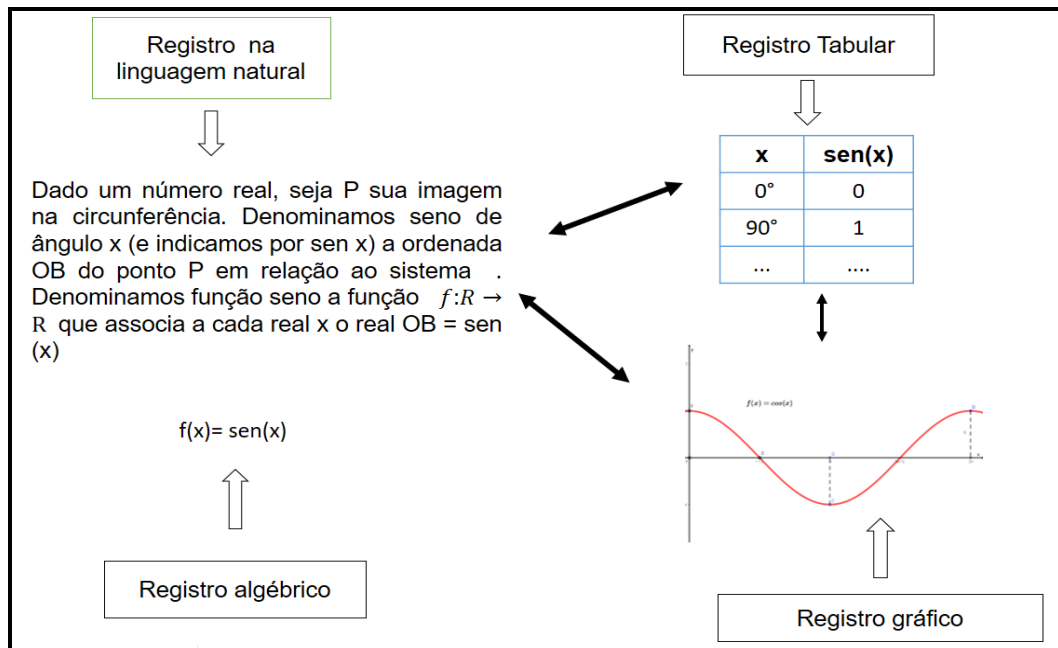 Registro na
linguagem natural
Dado um número real, seja P sua imagem
na circunferência. Denominamos seno de
ângulo x (e indicamos por sen x) a ordenada
OB do ponto P em relação ao sistema .
Denominamos função seno a função f:R →
R que associa a cada real x o real OB = sen
(x)
f(x)= sen(x)
Registro algébrico
Registro Tabular
x sen(x)
0° 0
90° 1
... ....
f(x) = cos(x)
Registro gráfico